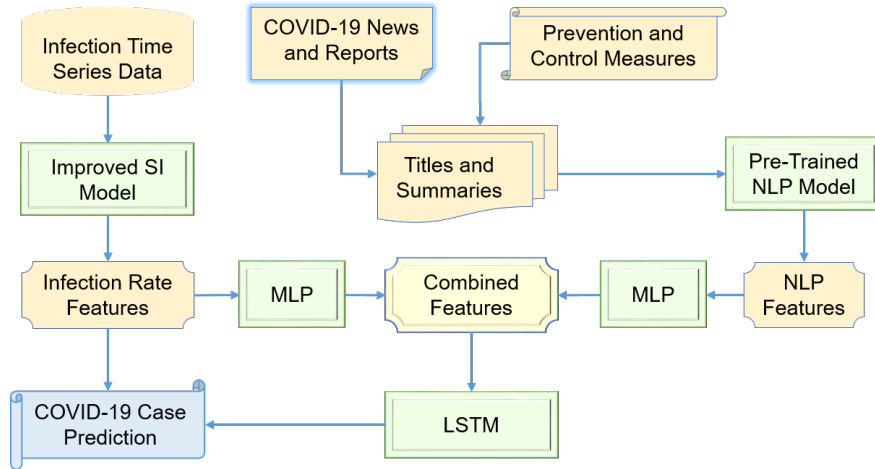 Infection Time
Series Data
COVID-19 News
and Reports
Prevention and
Control Measures
Improved SI
Model
Titles and
Summaries
Pre-Trained
NLP Model
Infection Rate
Features
MLP
Combined
Features
MLP
NLP
Features
COVID-19 Case
Prediction
LSTM